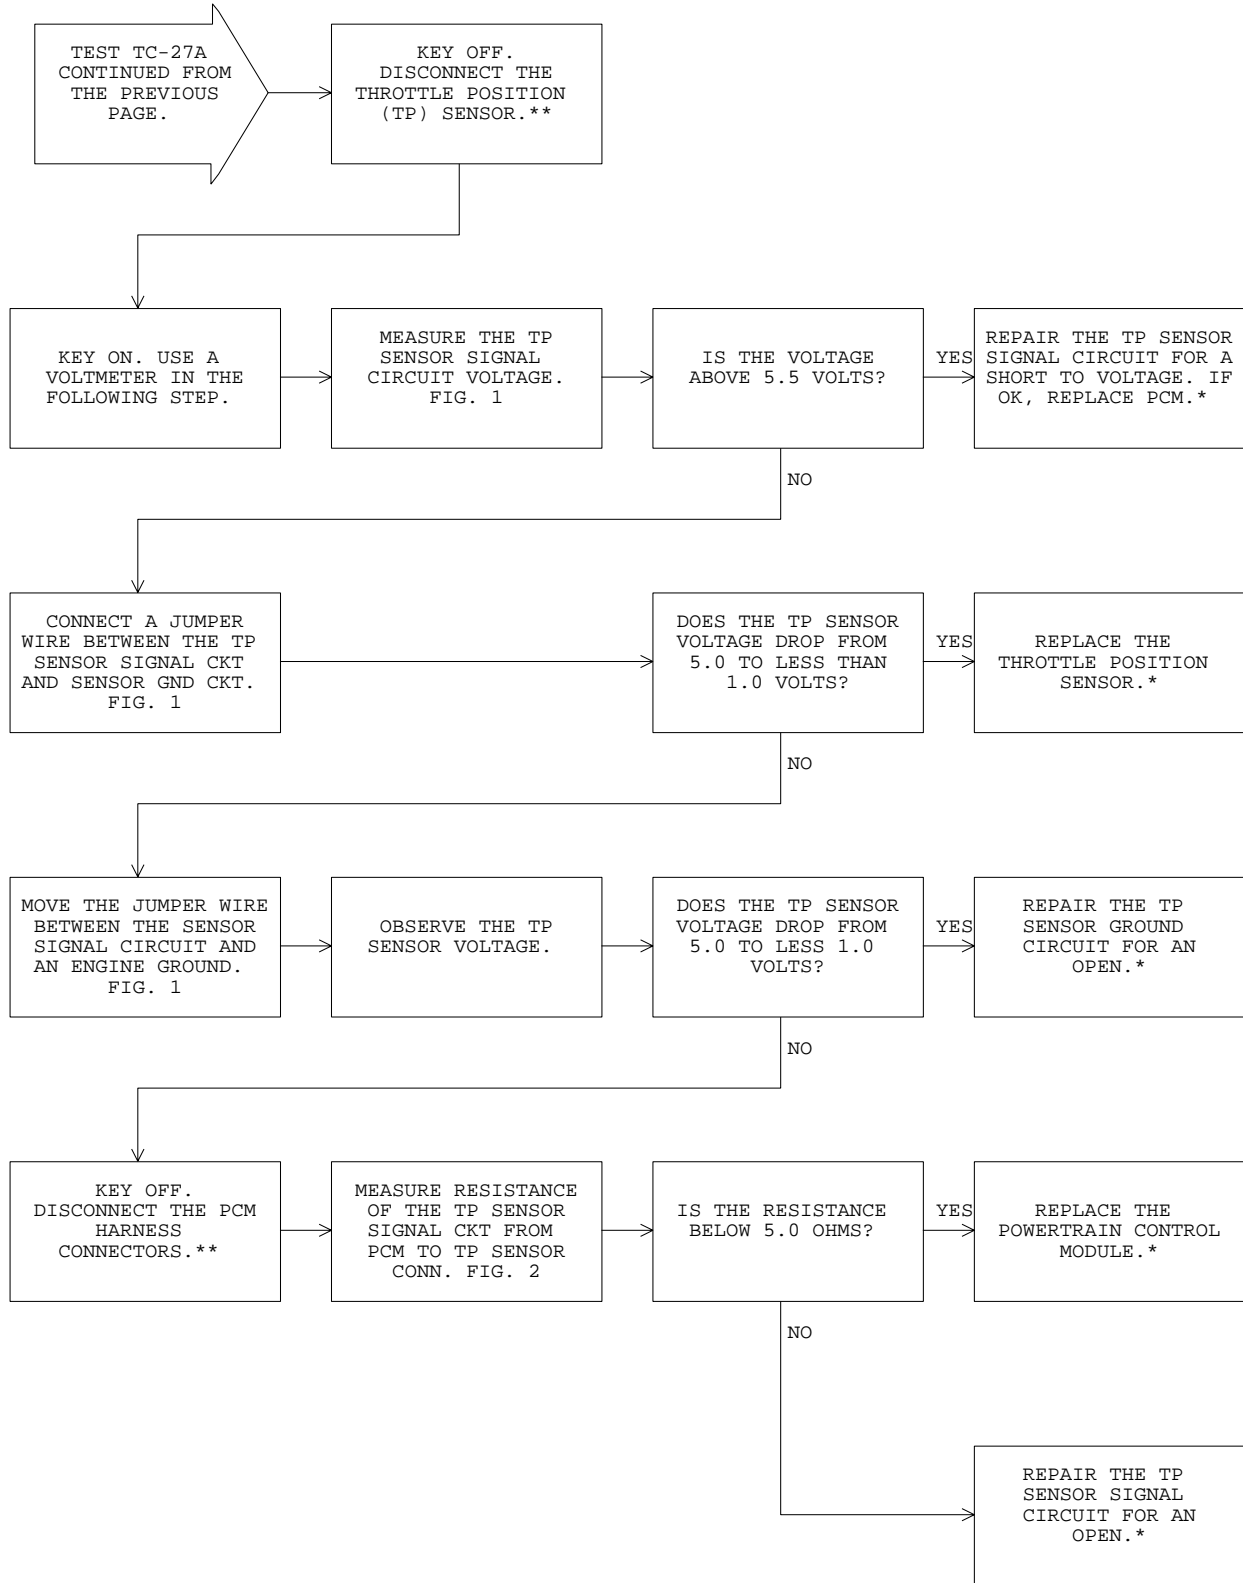 TEST TC-27A
CONTINUED FROM
THE PREVIOUS
PAGE.
KEY OFF.
DISCONNECT THE
THROTTLE POSITION
(TP) SENSOR.**
KEY ON. USE A
VOLTMETER IN THE
FOLLOWING STEP.
MEASURE THE TP
SENSOR SIGNAL
CIRCUIT VOLTAGE.
FIG. 1
IS THE VOLTAGE
ABOVE 5.5 VOLTS?
YES
REPAIR THE TP SENSOR
SIGNAL CIRCUIT FOR A
SHORT TO VOLTAGE. IF
OK, REPLACE PCM.*
NO
CONNECT A JUMPER
WIRE BETWEEN THE TP
SENSOR SIGNAL CKT
AND SENSOR GND CKT.
FIG. 1
DOES THE TP SENSOR
VOLTAGE DROP FROM
5.0 TO LESS THAN
1.0 VOLTS?
YES
REPLACE THE
THROTTLE POSITION
SENSOR.*
NO
MOVE THE JUMPER WIRE
BETWEEN THE SENSOR
SIGNAL CIRCUIT AND
AN ENGINE GROUND.
FIG. 1
OBSERVE THE TP
SENSOR VOLTAGE.
DOES THE TP SENSOR
VOLTAGE DROP FROM
5.0 TO LESS 1.0
VOLTS?
YES
REPAIR THE TP
SENSOR GROUND
CIRCUIT FOR AN
OPEN.*
NO
KEY OFF.
DISCONNECT THE PCM
HARNESS
CONNECTORS.**
MEASURE RESISTANCE
OF THE TP SENSOR
SIGNAL CKT FROM
PCM TO TP SENSOR
CONN. FIG. 2
IS THE RESISTANCE
BELOW 5.0 OHMS?
YES
REPLACE THE
POWERTRAIN CONTROL
MODULE.*
NO
REPAIR THE TP
SENSOR SIGNAL
CIRCUIT FOR AN
OPEN.*